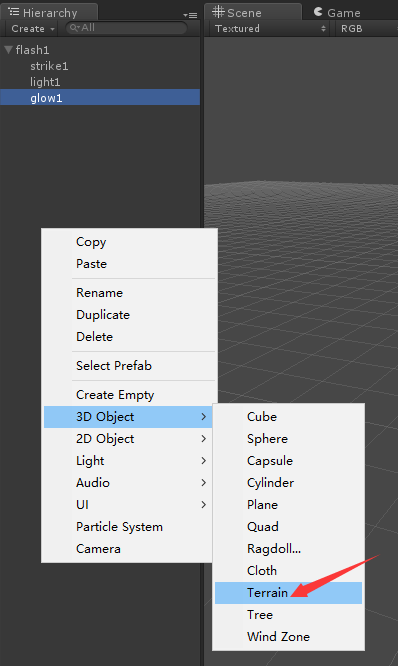 Hierarchy
Create
All
flash1
strike1
light1
glow1
Scene
Game
Textured
RGB
Copy
Paste
Rename
Duplicate
Delete
Select Prefab
Create Empty
3D Object
2D Object
Light
Audio
UI
Particle System
Camera
Cube
Sphere
Capsule
Cylinder
Plane
Quad
Ragdoll...
Cloth
Terrain
Tree
Wind Zone